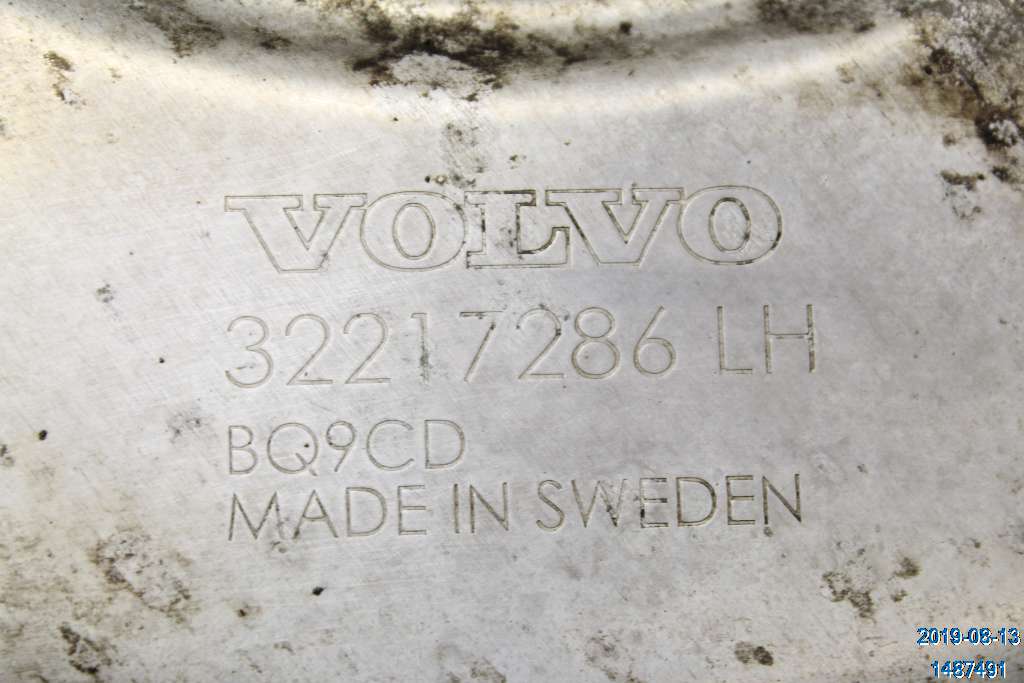 VOLVO
32217286 LH
BQ9CD
MADE IN SWEDEN
2019-08-13
1487491